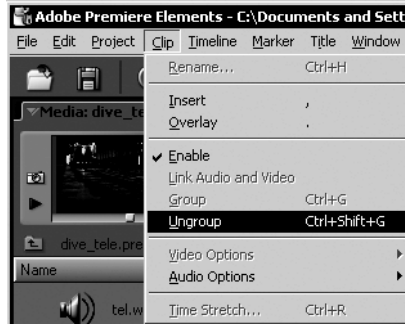 Adobe Premiere Elements - C:\Documents and Sett
File Edit Project Clip Timeline Marker Title Window
Rename... Ctrl+H
Media: dive_te
Insert ,
Overlay .
Enable
Link Audio and Video
Group Ctrl+G
Ungroup Ctrl+Shift+G
dive_tele.pre
Video Options
Name
Audio Options
tel.w
Time Stretch... Ctrl+R